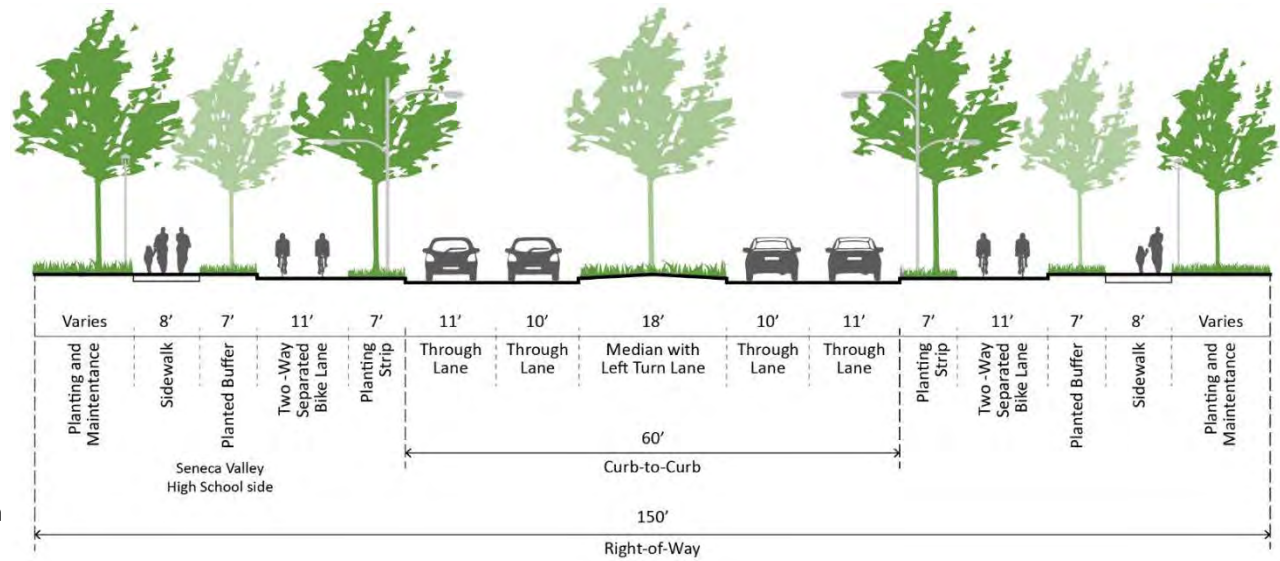 Varies
8’
7’
11’
7’
11’
10’
18’
10’
11’
7’
11’
7’
8’
Varies
Planting and
Maintentance
Sidewalk
Planted Buffer
Two -Way
Separated
Bike Lane
Planting
Strip
Through
Lane
Through
Lane
Median with
Left Turn Lane
Through
Lane
Through
Lane
Planting
Strip
Two -Way
Separated
Bike Lane
Planted Buffer
Sidewalk
Planting and
Maintenance
Seneca Valley
High School side
60’
Curb-to-Curb
150’
Right-of-Way